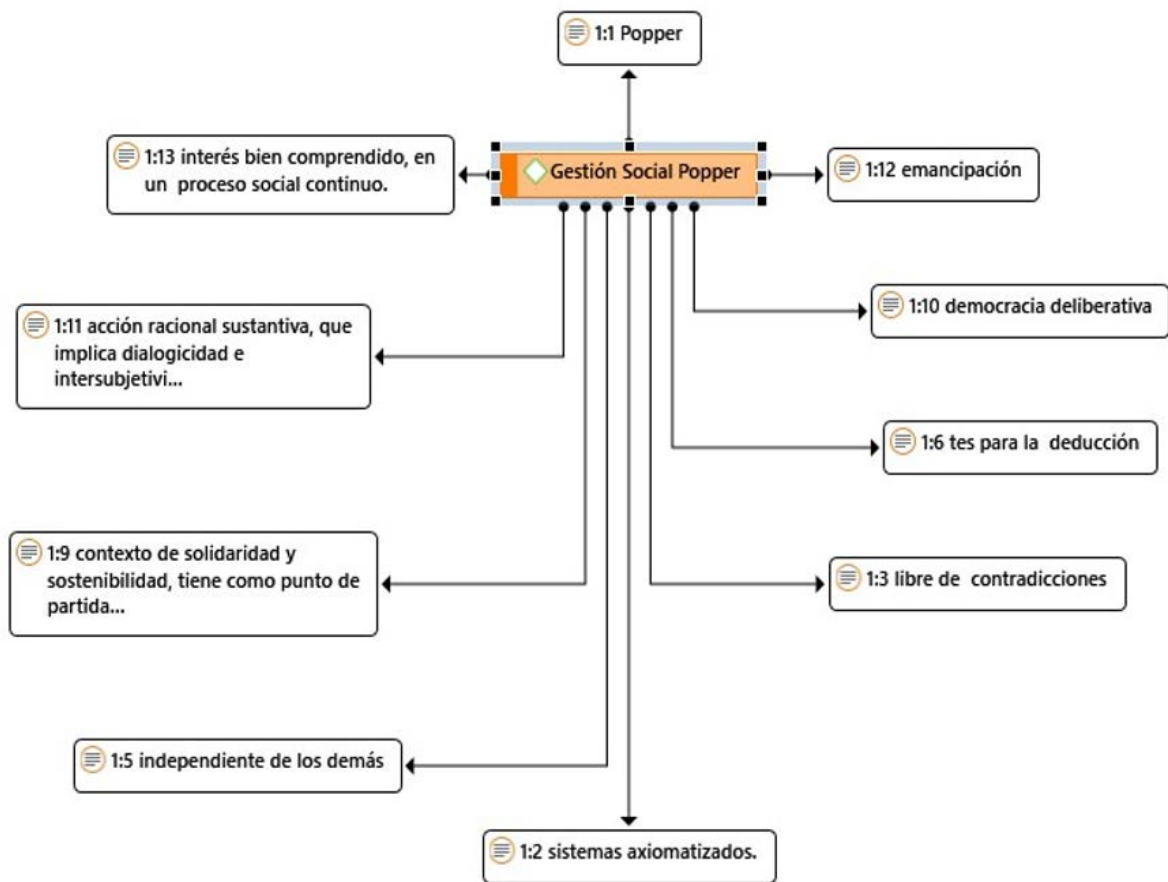 1:1 Popper
1:13 interés bien comprendido, en
un proceso social continuo.
Gestión Social Popper
1:12 emancipación
1:11 acción racional sustantiva, que
implica dialogicidad e
intersubjetivi...
1:10 democracia deliberativa
1:6 tes para la deducción
1:9 contexto de solidaridad y
sostenibilidad, tiene como punto de
partida...
1:3 libre de contradicciones
1:5 independiente de los demás
1:2 sistemas axiomatizados.